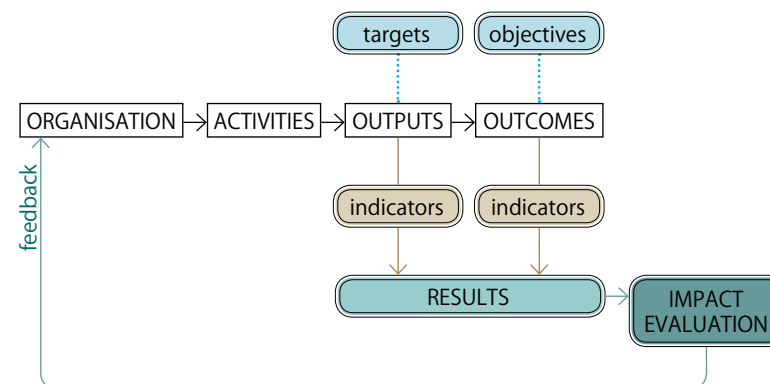 targets
objectives
ORGANISATION
ACTIVITIES
OUTPUTS
OUTCOMES
feedback
indicators
indicators
RESULTS
IMPACT
EVALUATION